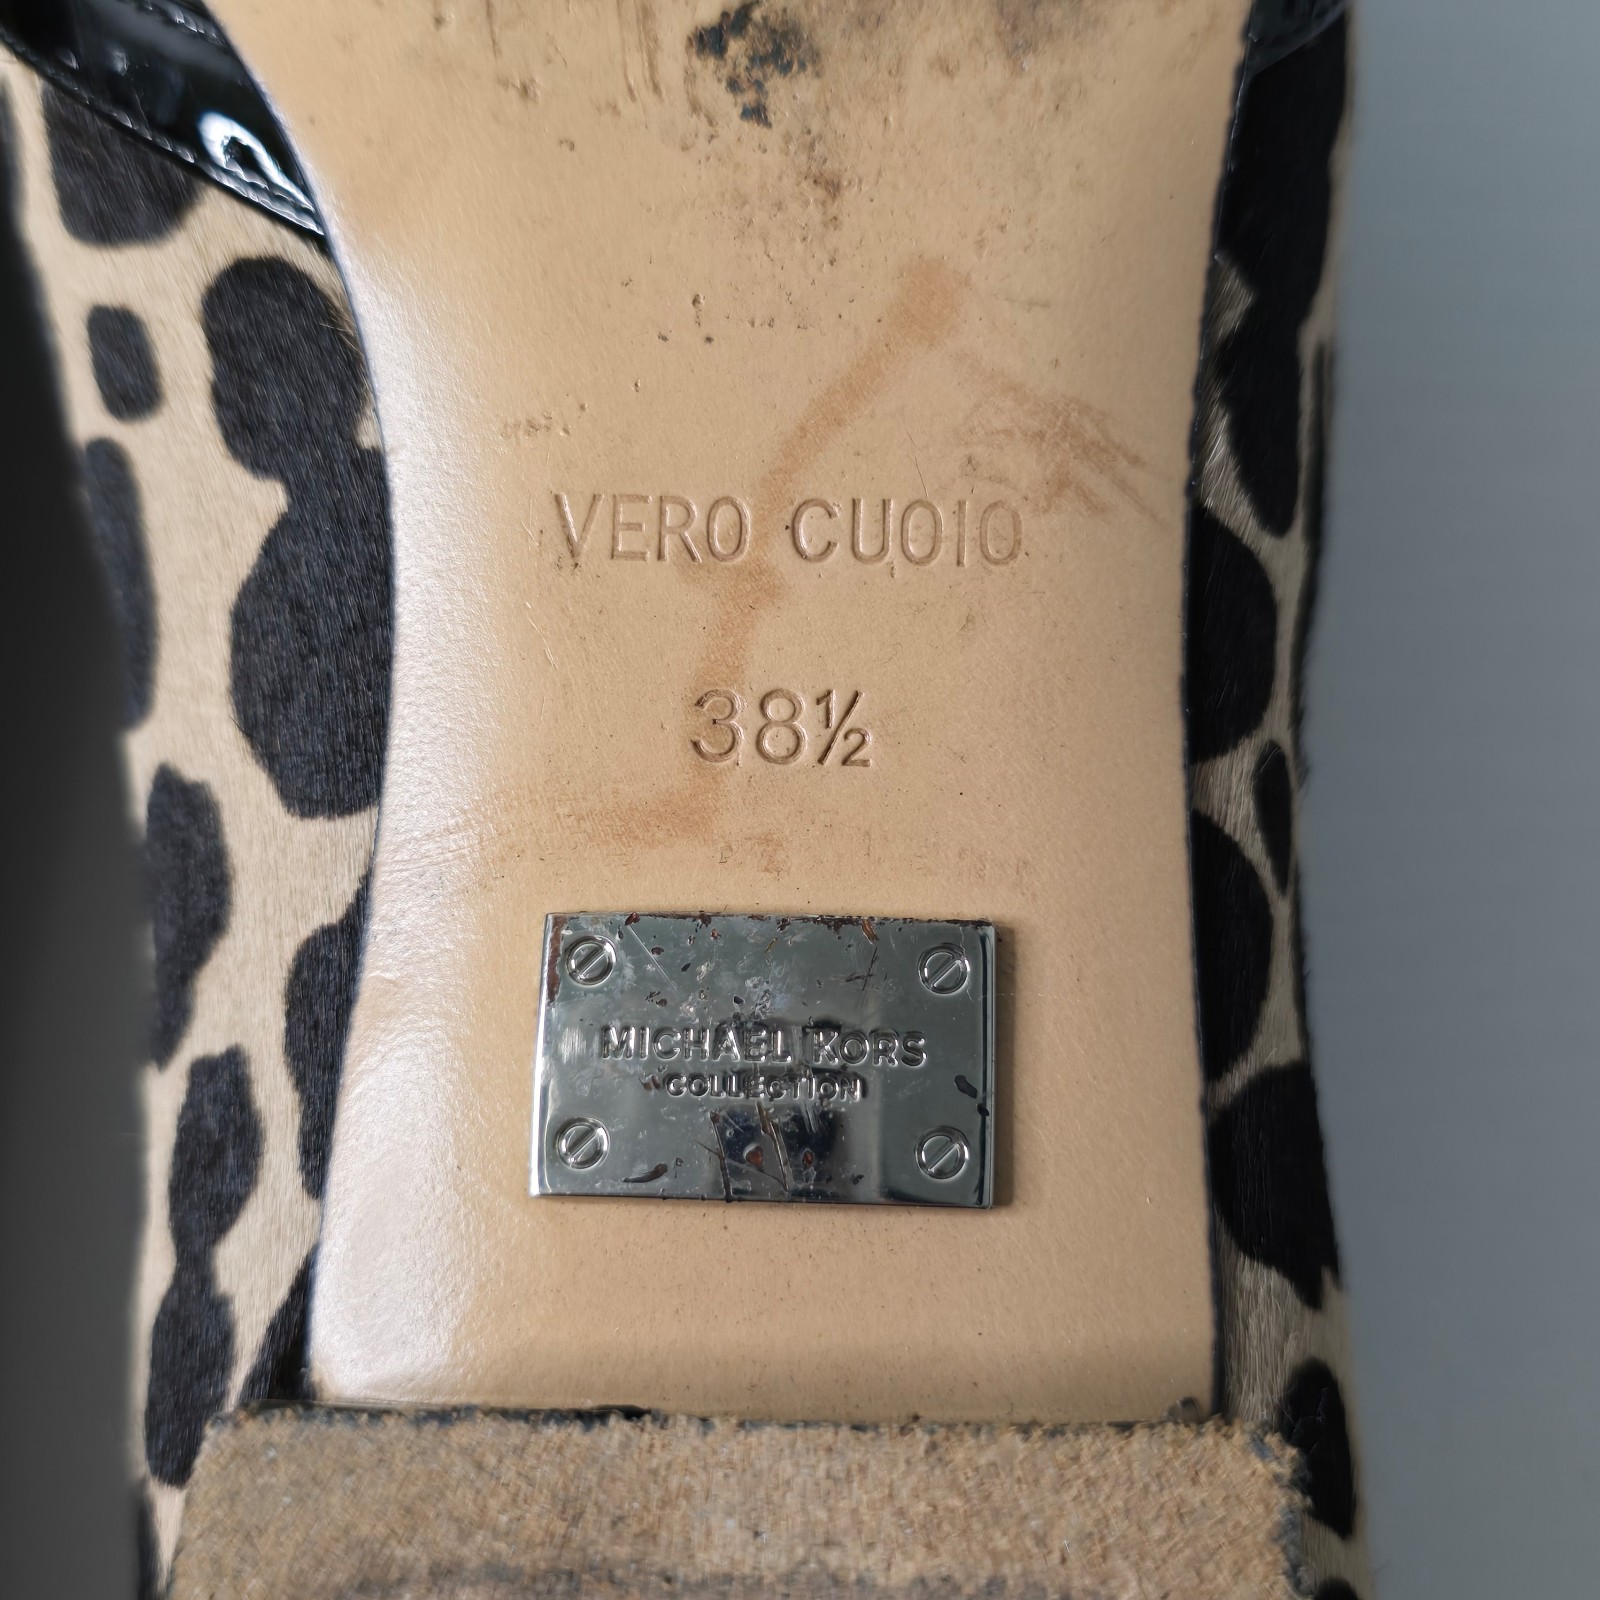 VERO CUOIO
38½
MICHAEL KORS
COLLECTION